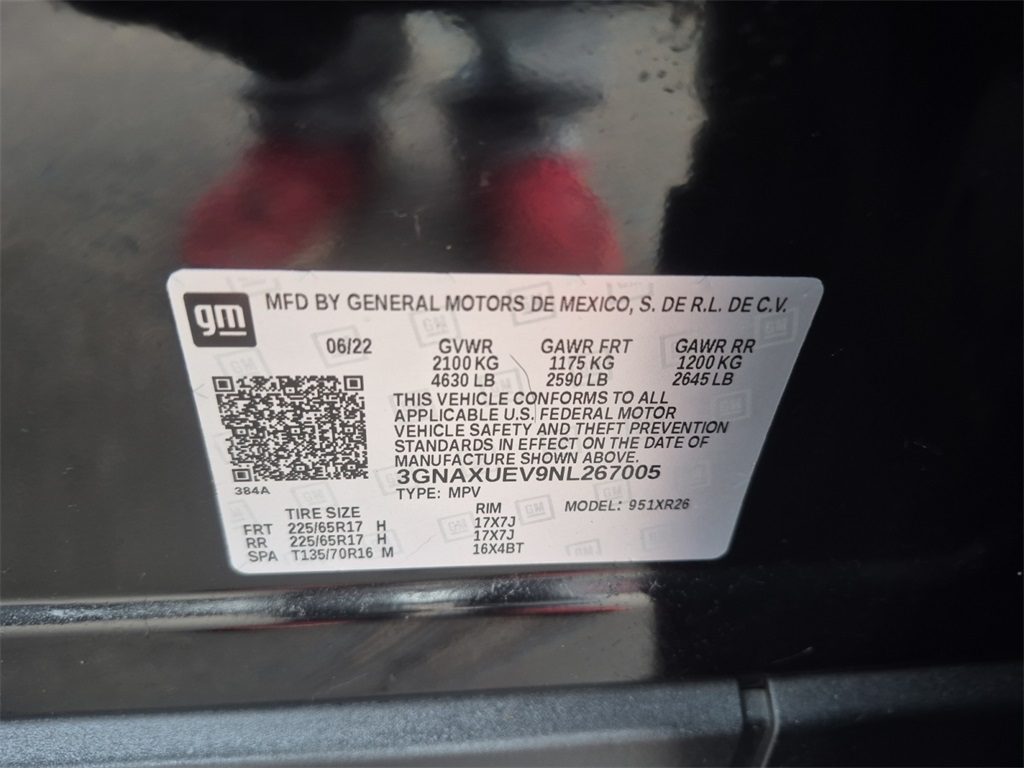 gm MFD BY GENERAL MOTORS DE MEXICO, S. DE R.L. DE C.V.
06/22 GVWR GAWR FRT GAWR RR
2100 KG 1175 KG 1200 KG
4630 LB 2590 LB 2645 LB
THIS VEHICLE CONFORMS TO ALL
APPLICABLE U.S. FEDERAL MOTOR
VEHICLE SAFETY AND THEFT PREVENTION
STANDARDS IN EFFECT ON THE DATE OF
MANUFACTURE SHOWN ABOVE.
3GNAXUEV9NL267005
384A TYPE: MPV
TIRE SIZE RIM MODEL: 951XR26
FRT 225/65R17 H 17X7J
RR 225/65R17 H 17X7J
SPA T135/70R16 M 16X4BT